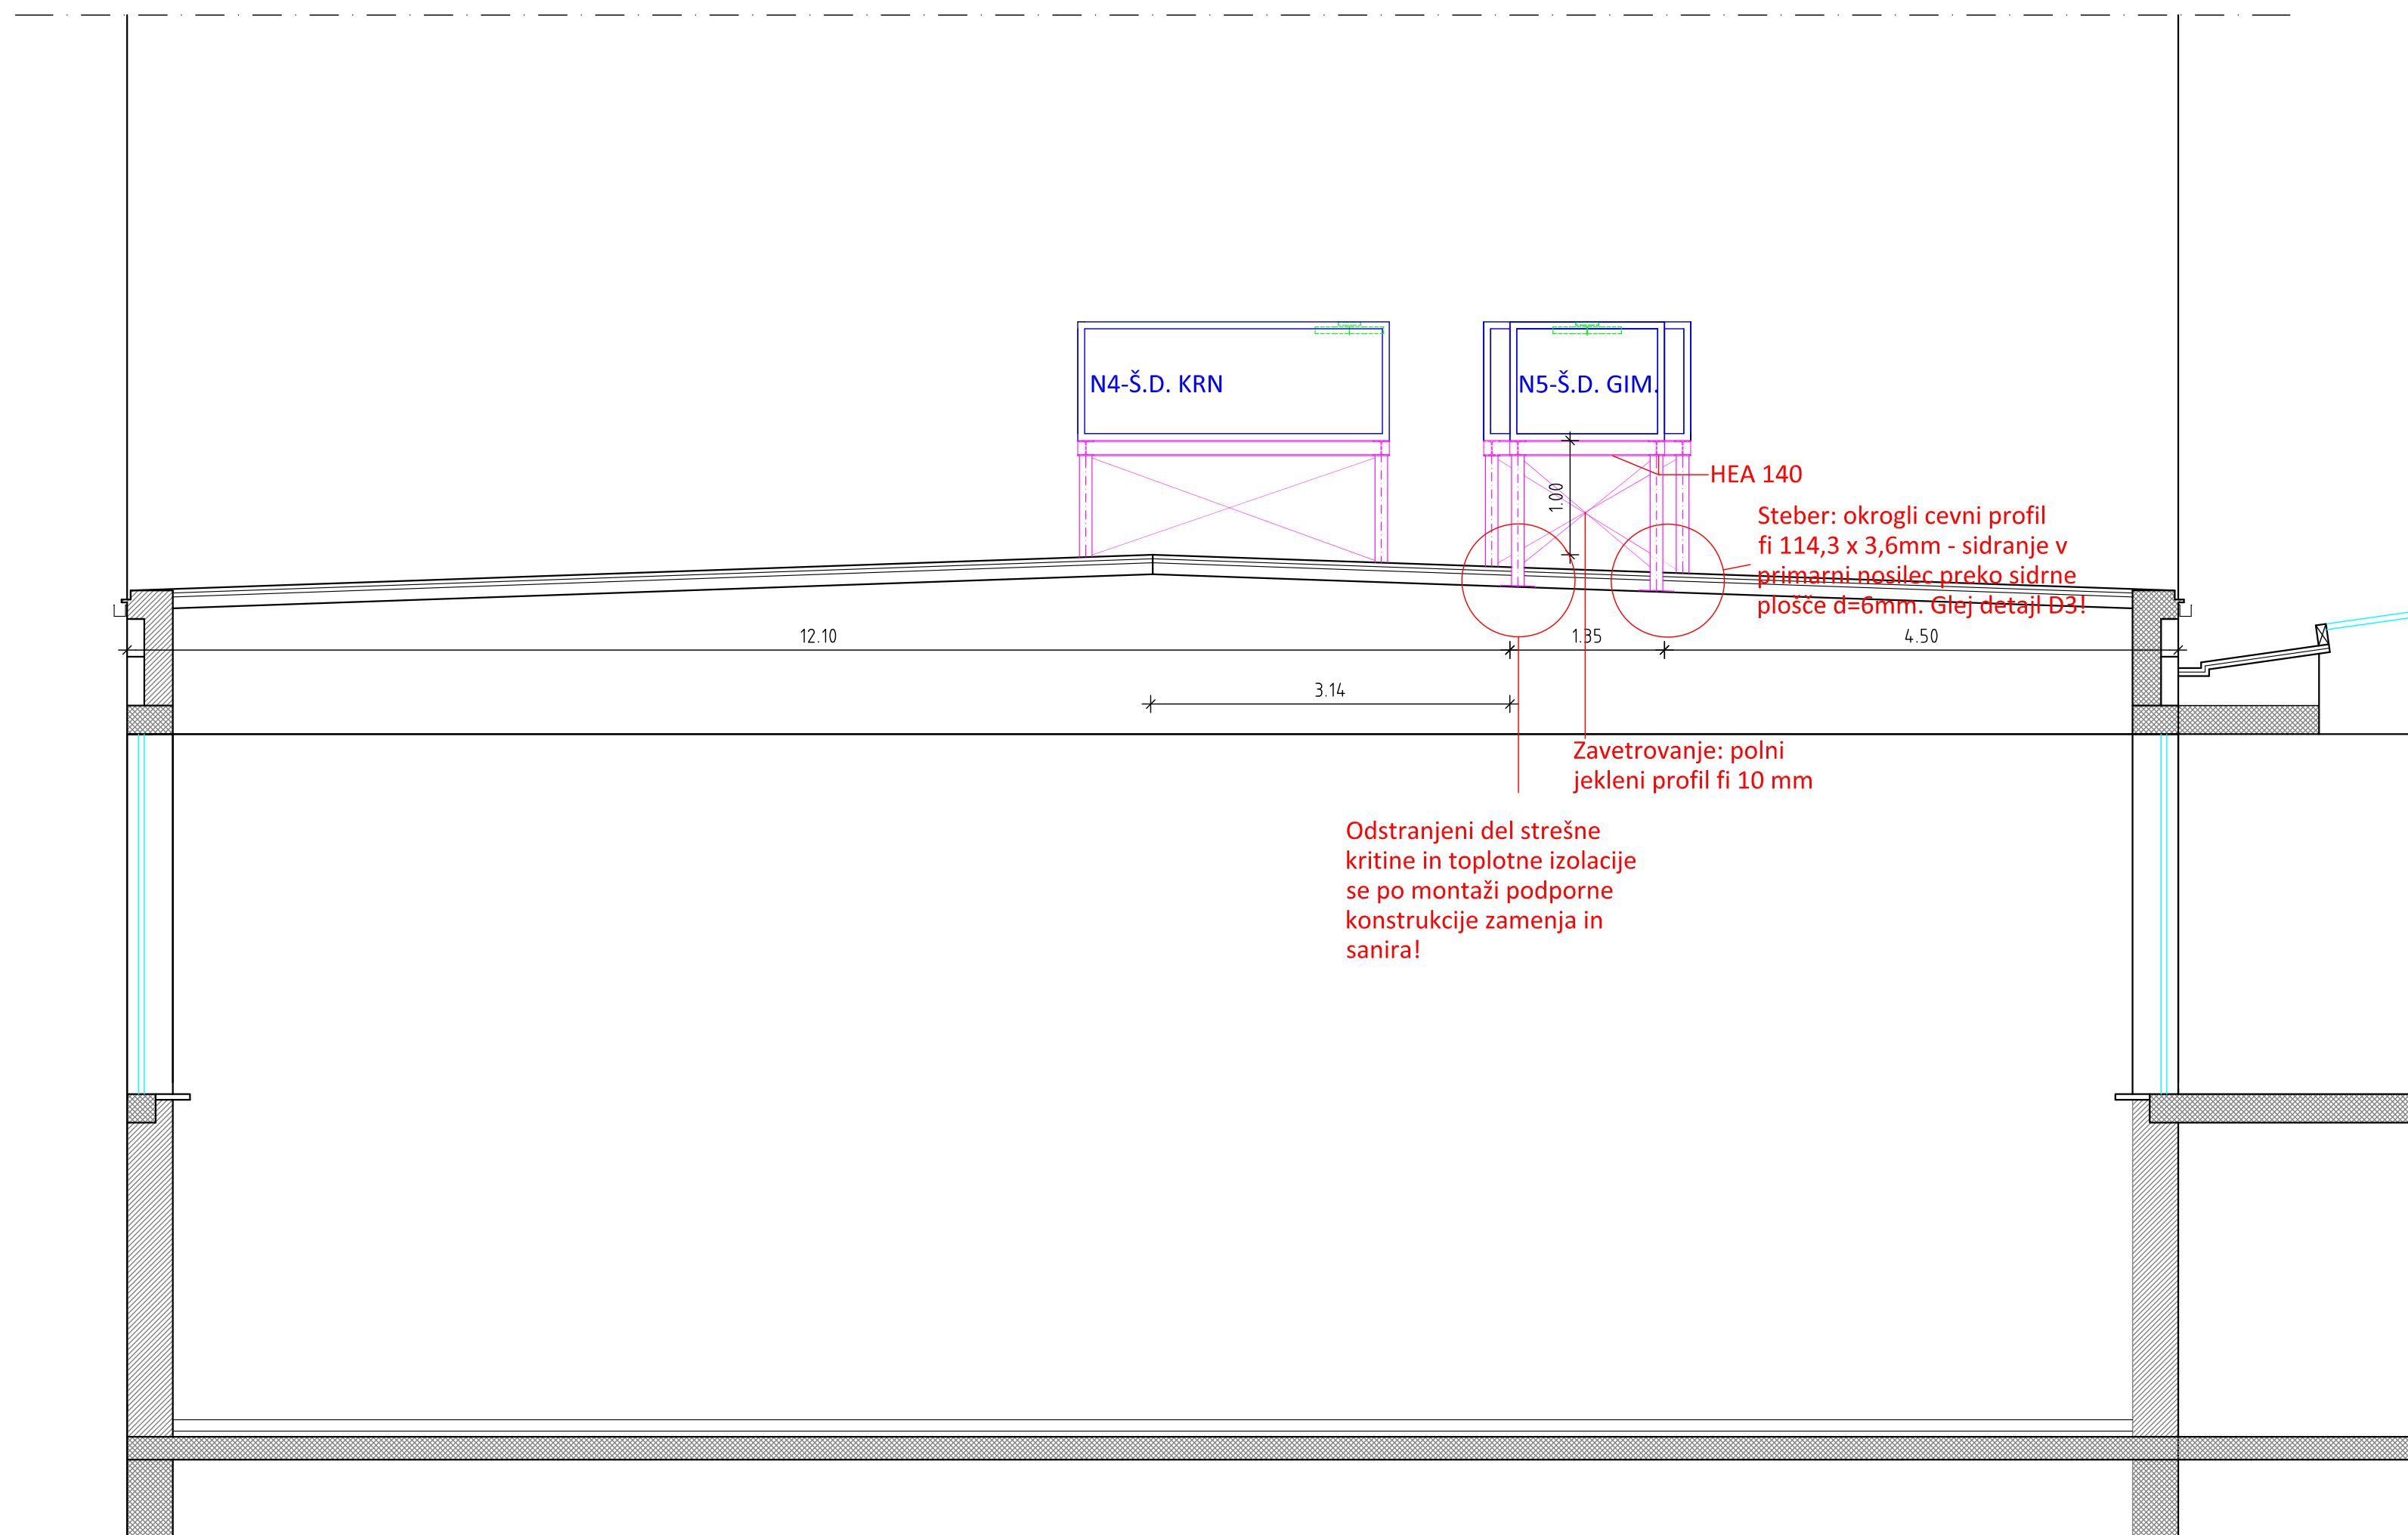 N4-Š.D. KRN
N5-Š.D. GIM.
HEA 140
1.00
Steber: okrogli cevni profil
fi 114,3 x 3,6mm - sidranje v
primarni nosilec preko sidrne
plošče d=6mm. Glej detajl D3!
12.10
1.35
4.50
3.14
Zavetrovanje: polni
jekleni profil fi 10 mm
Odstranjeni del strešne
kritine in toplotne izolacije
se po montaži podporne
konstrukcije zamenja in
sanira!